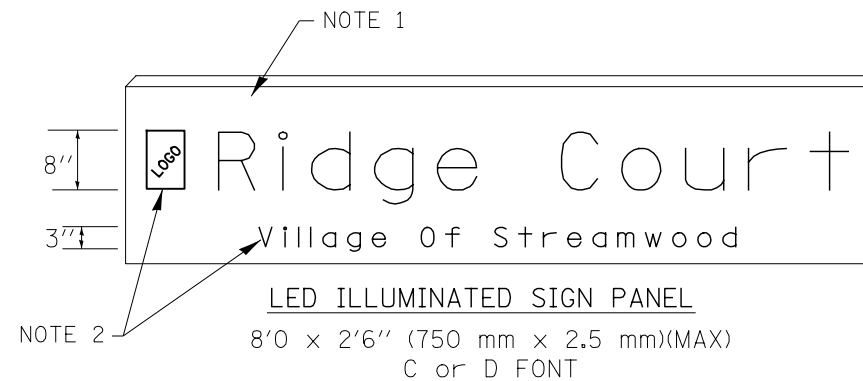 NOTE 1
8''
LOGO
Ridge Court
3''
Village Of Streamwood
NOTE 2
LED ILLUMINATED SIGN PANEL
8'0 x 2'6'' (750 mm x 2.5 mm)(MAX)
C or D FONT